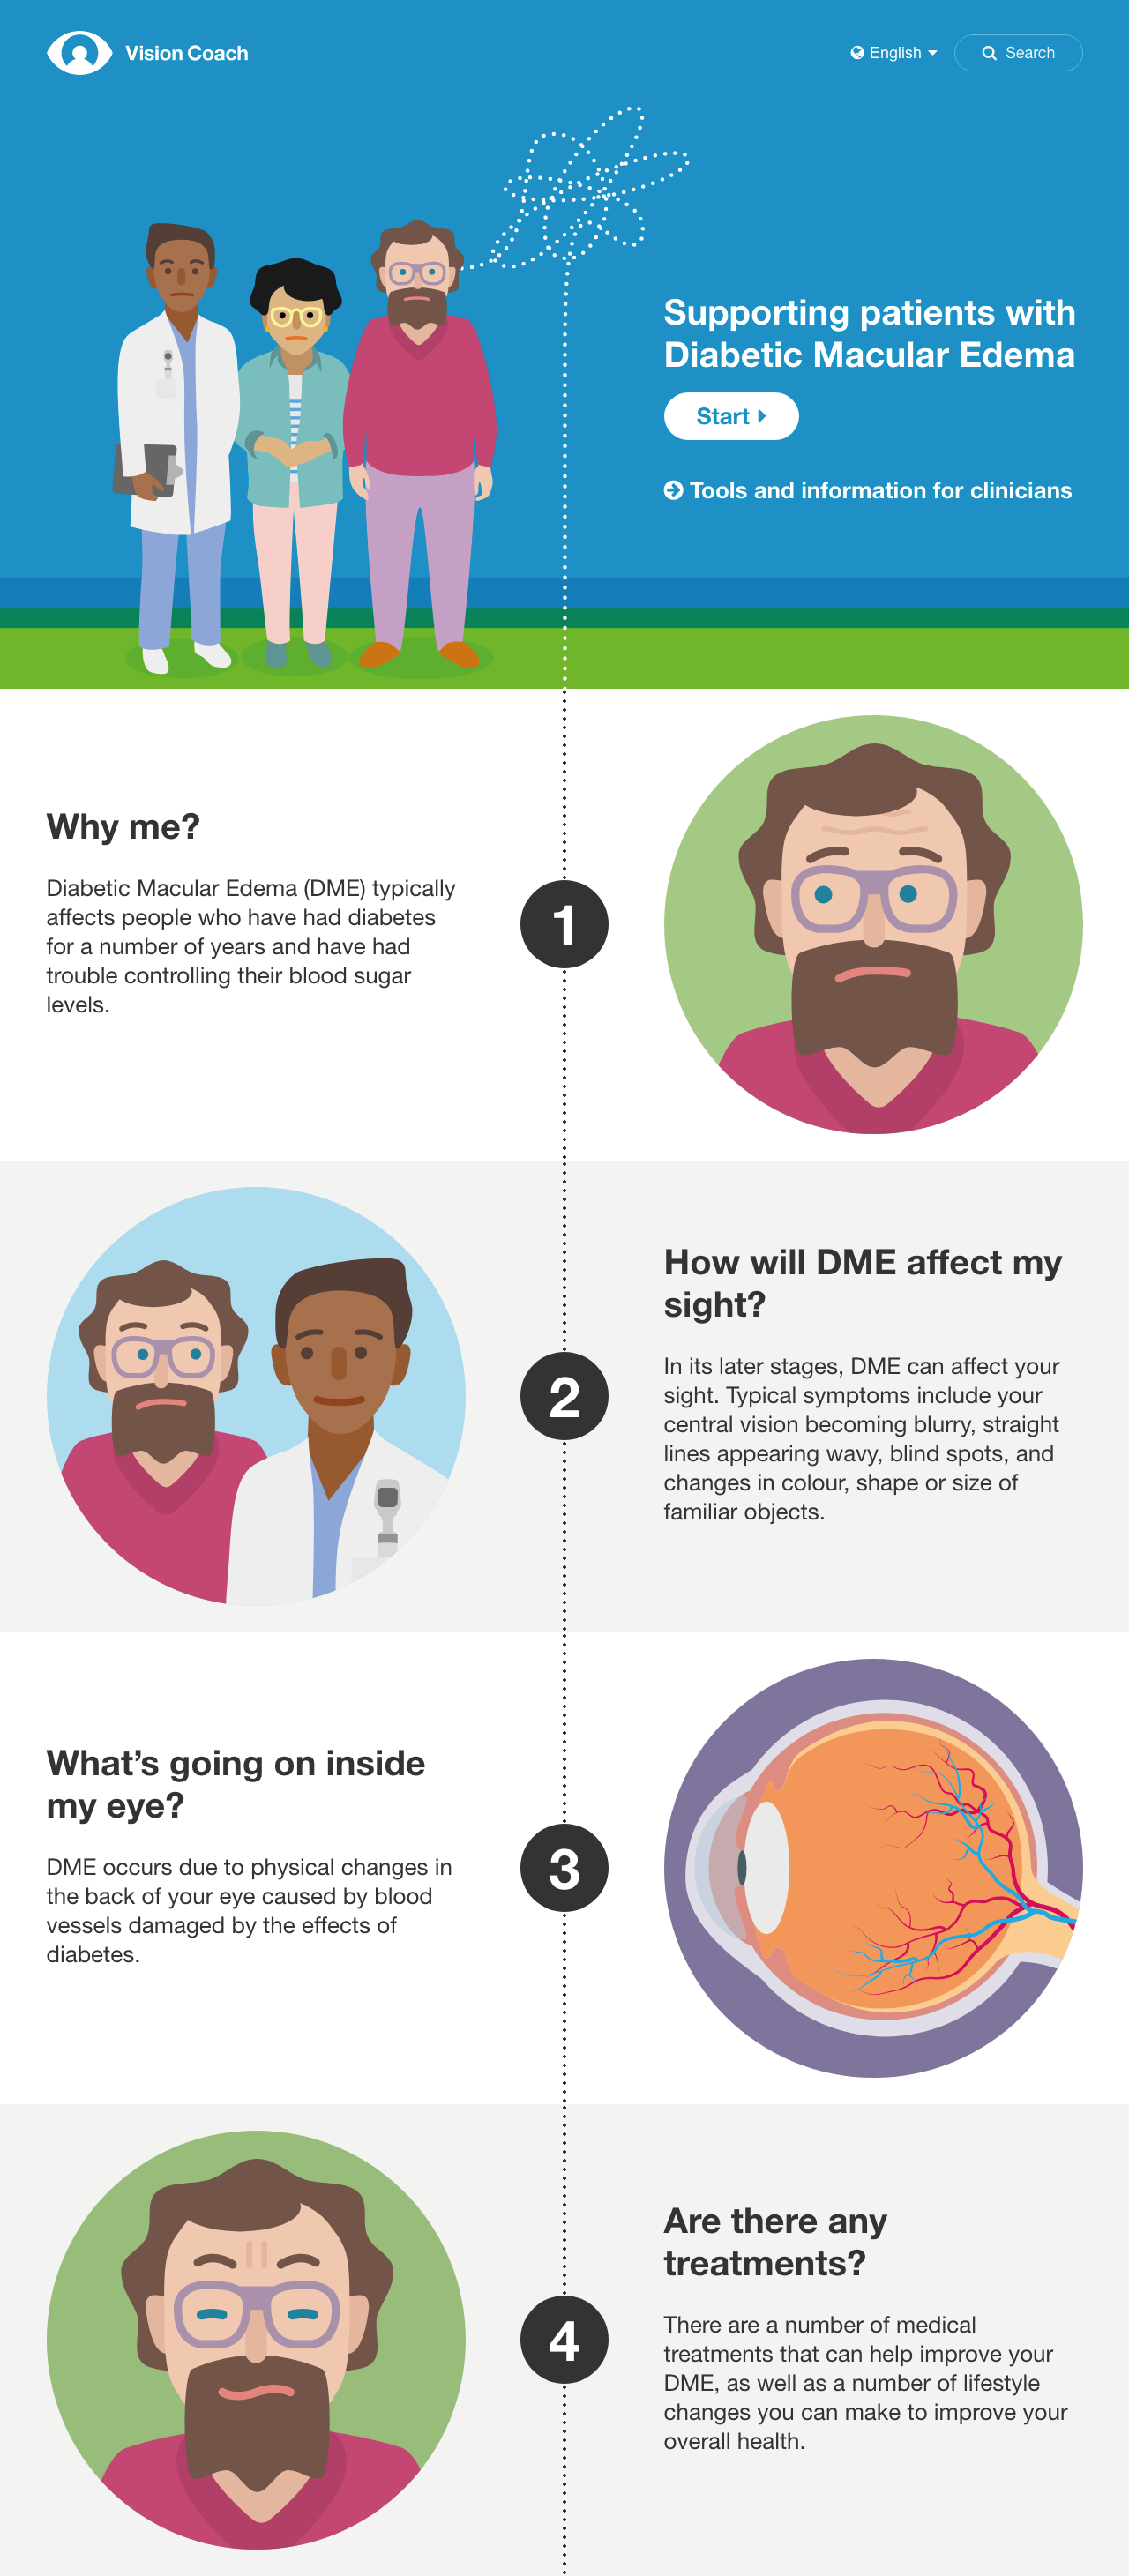 Vision Coach
English
Search
Supporting patients with
Diabetic Macular Edema
Start
Tools and information for clinicians
Why me?
Diabetic Macular Edema (DME) typically
affects people who have had diabetes
for a number of years and have had
trouble controlling their blood sugar
levels.
1
2
How will DME affect my
sight?
In its later stages, DME can affect your
sight. Typical symptoms include your
central vision becoming blurry, straight
lines appearing wavy, blind spots, and
changes in colour, shape or size of
familiar objects.
What’s going on inside
my eye?
DME occurs due to physical changes in
the back of your eye caused by blood
vessels damaged by the effects of
diabetes.
3
4
Are there any
treatments?
There are a number of medical
treatments that can help improve your
DME, as well as a number of lifestyle
changes you can make to improve your
overall health.